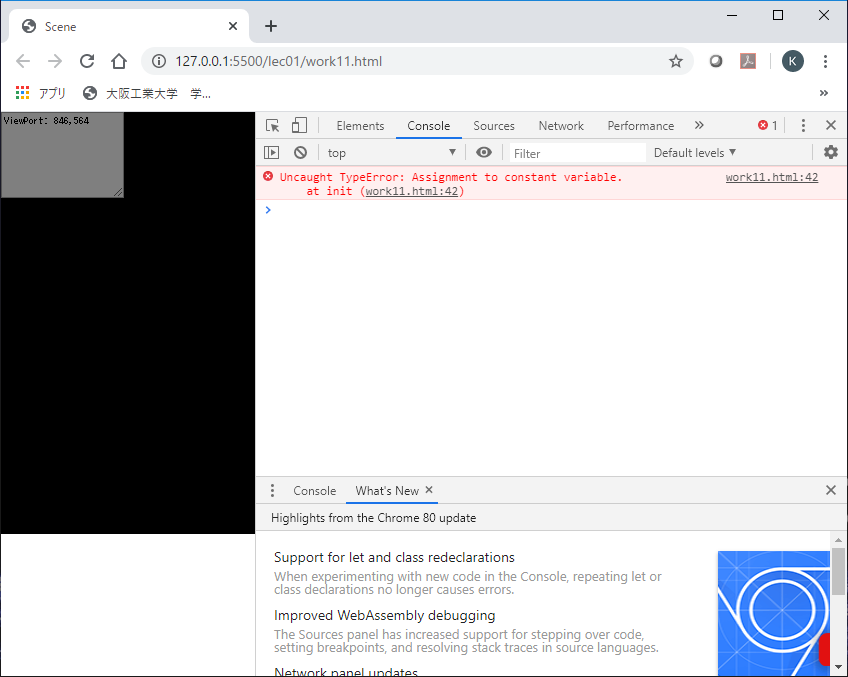 Scene
127.0.0.1:5500/lec01/work11.html
K
アプリ 大阪工業大学 学...
ViewPort: 846,564
Elements Console Sources Network Performance 1
top Filter Default levels
Uncaught TypeError: Assignment to constant variable. work11.html:42
at init (work11.html:42)
Console What's New
Highlights from the Chrome 80 update
Support for let and class redeclarations
When experimenting with new code in the Console, repeating let or
class declarations no longer causes errors.
Improved WebAssembly debugging
The Sources panel has increased support for stepping over code,
setting breakpoints, and resolving stack traces in source languages.
Network panel updates